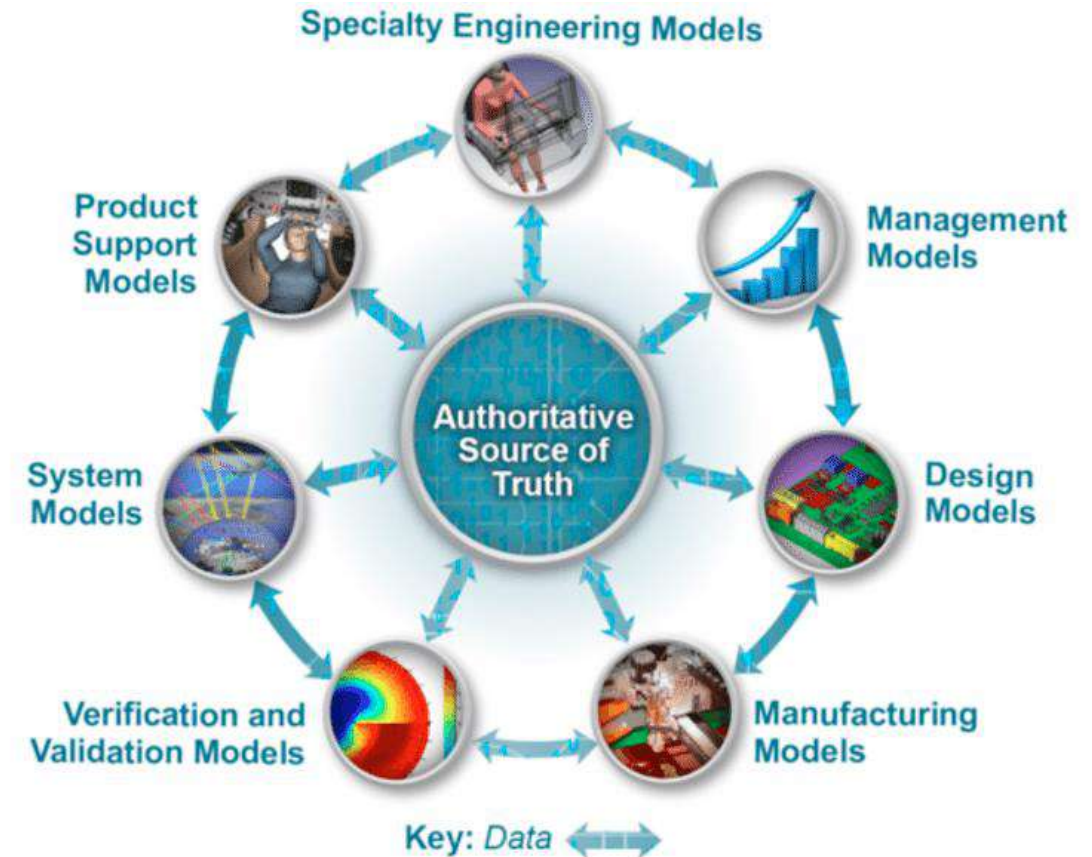 Specialty Engineering Models
Product
Support
Models
Management
Models
Authoritative
Source of
Truth
System
Models
Design
Models
Verification and
Validation Models
Manufacturing
Models
Key: Data